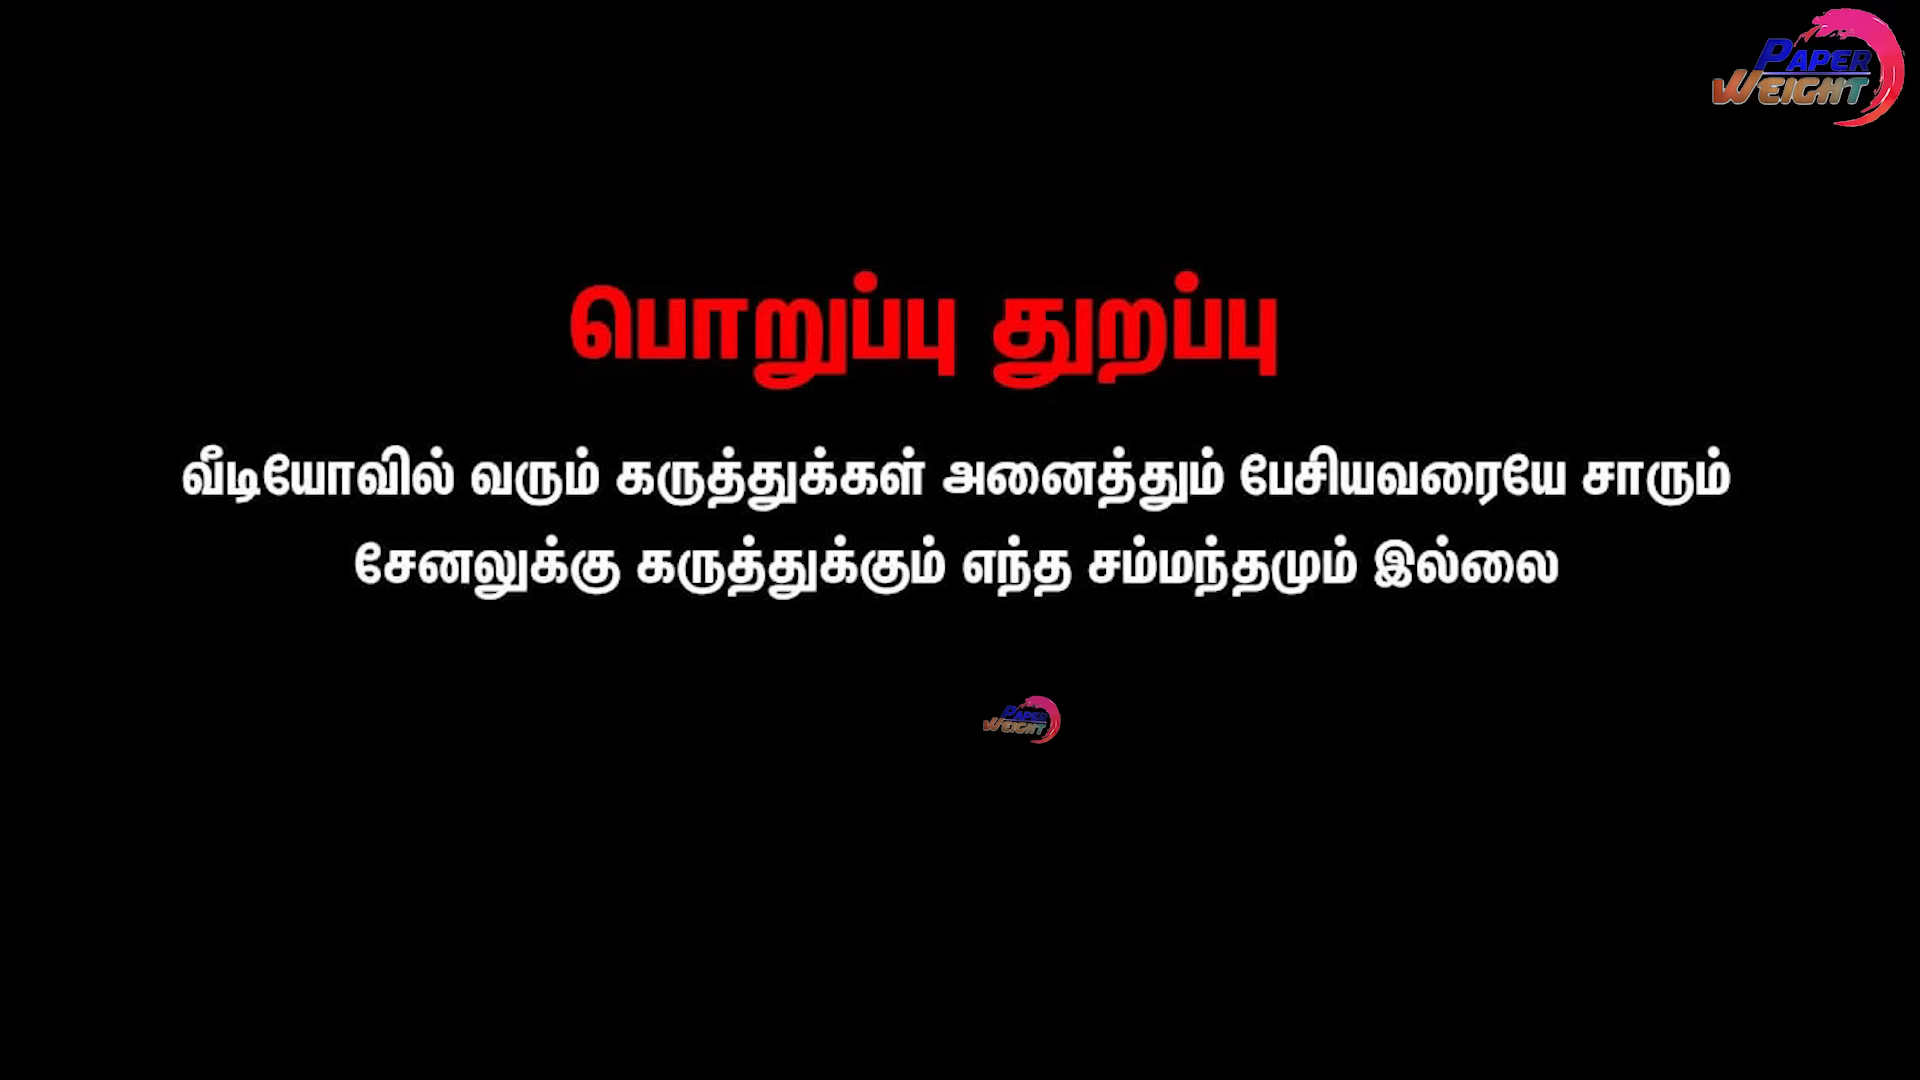 PAPER
WEIGHT
பொறுப்பு துறப்பு
வீடியோவில் வரும் கருத்துக்கள் அனைத்தும் பேசியவரையே சாரும்
சேனலுக்கு கருத்துக்கும் எந்த சம்மந்தமும் இல்லை
PAPER
WEIGHT